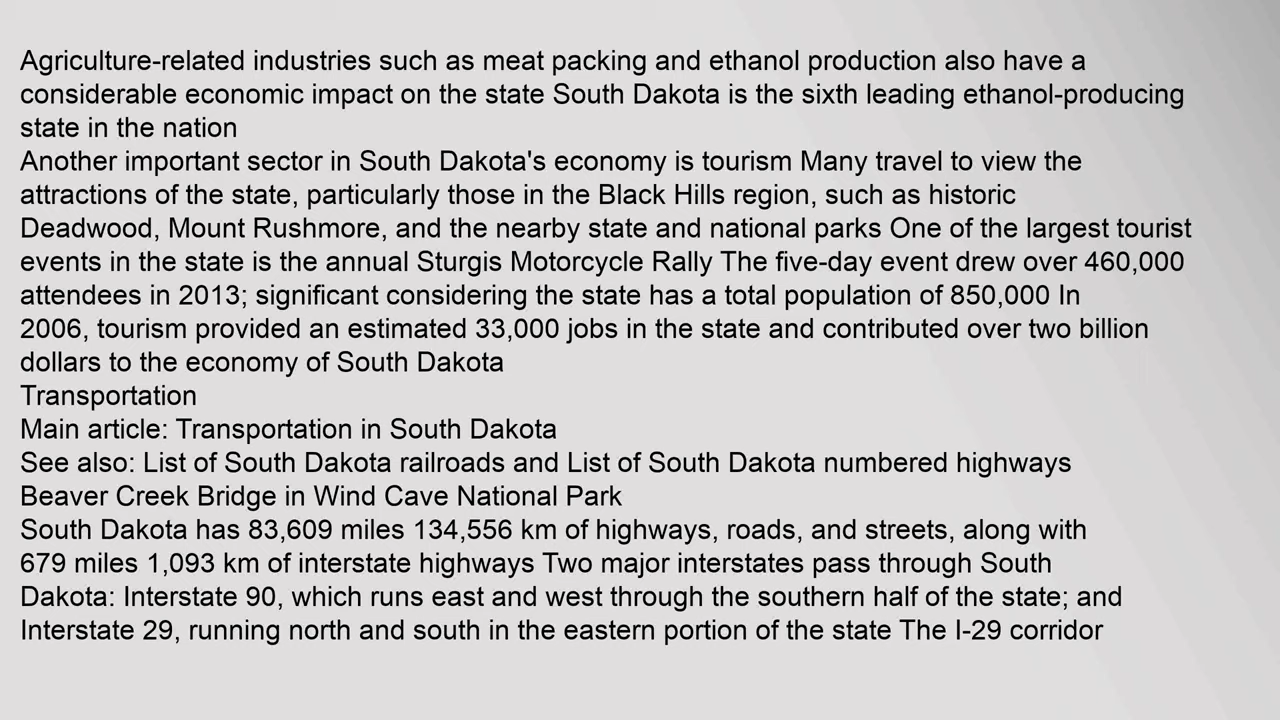 Agriculture-related industries such as meat packing and ethanol production also have a
considerable economic impact on the state South Dakota is the sixth leading ethanol-producing
state in the nation
Another important sector in South Dakota's economy is tourism Many travel to view the
attractions of the state, particularly those in the Black Hills region, such as historic
Deadwood, Mount Rushmore, and the nearby state and national parks One of the largest tourist
events in the state is the annual Sturgis Motorcycle Rally The five-day event drew over 460,000
attendees in 2013; significant considering the state has a total population of 850,000 In
2006, tourism provided an estimated 33,000 jobs in the state and contributed over two billion
dollars to the economy of South Dakota
Transportation
Main article: Transportation in South Dakota
See also: List of South Dakota railroads and List of South Dakota numbered highways
Beaver Creek Bridge in Wind Cave National Park
South Dakota has 83,609 miles 134,556 km of highways, roads, and streets, along with
679 miles 1,093 km of interstate highways Two major interstates pass through South
Dakota: Interstate 90, which runs east and west through the southern half of the state; and
Interstate 29, running north and south in the eastern portion of the state The I-29 corridor